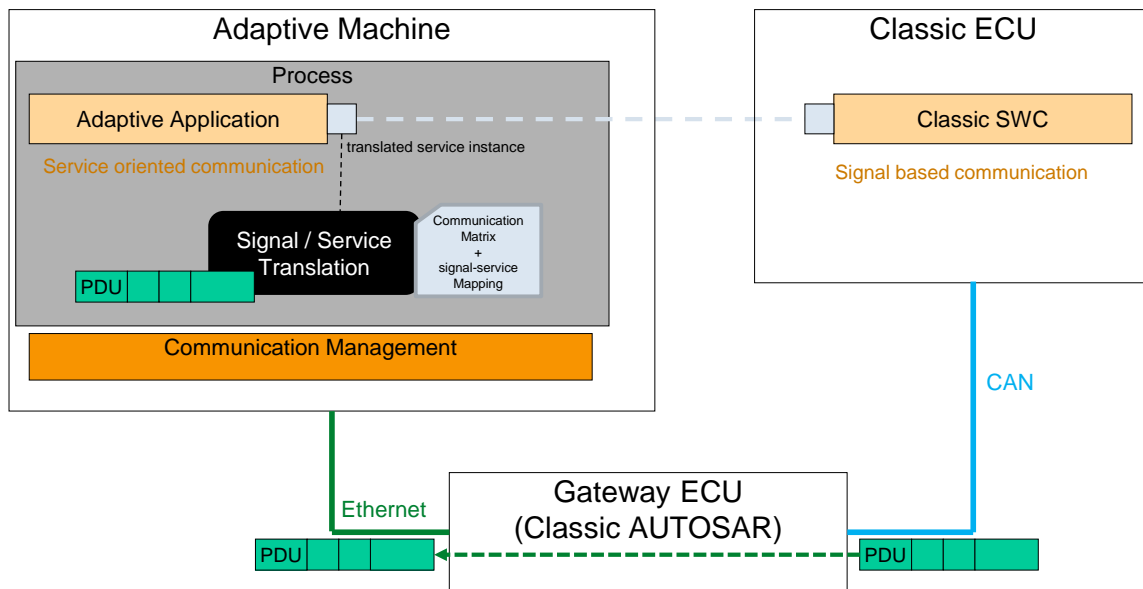 Adaptive Machine
Process
Adaptive Application
translated service instance
Service oriented communication
Signal / Service
Translation
Communication
Matrix
+
signal-service
Mapping
PDU
Communication Management
Classic ECU
Classic SWC
Signal based communication
CAN
Ethernet
Gateway ECU
(Classic AUTOSAR)
PDU
PDU